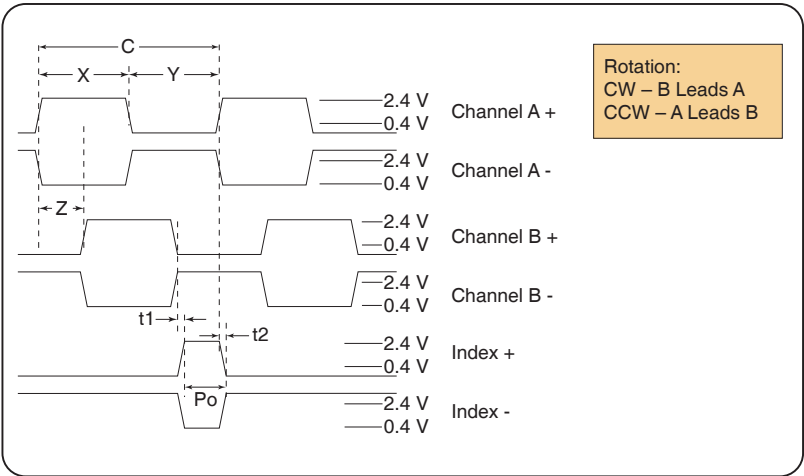 C
X
Y
Rotation:
CW – B Leads A
CCW – A Leads B
2.4 V
0.4 V
Channel A +
2.4 V
0.4 V
Channel A -
Z
2.4 V
0.4 V
Channel B +
2.4 V
0.4 V
Channel B -
t1
t2
2.4 V
0.4 V
Index +
Po
2.4 V
0.4 V
Index -